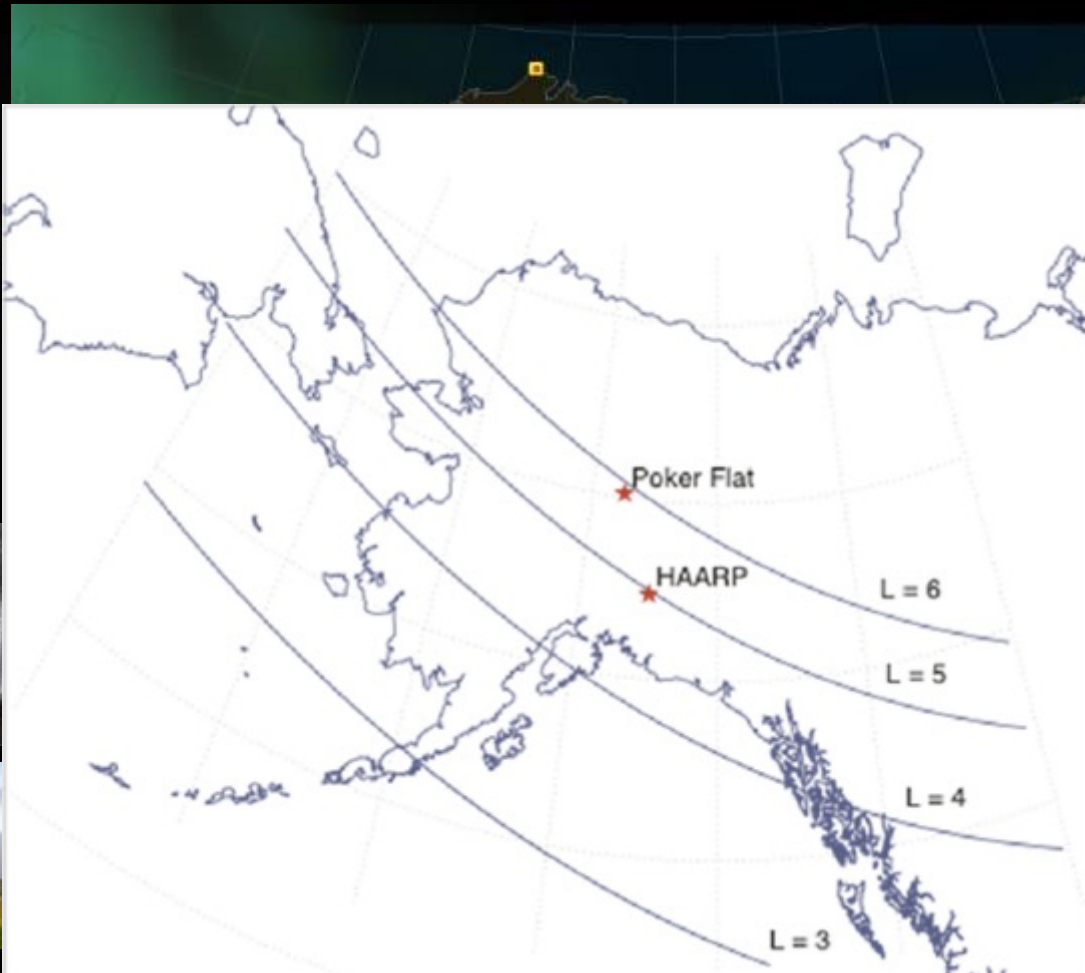 Poker Flat
HAARP
L = 6
L = 5
L = 4
L = 3